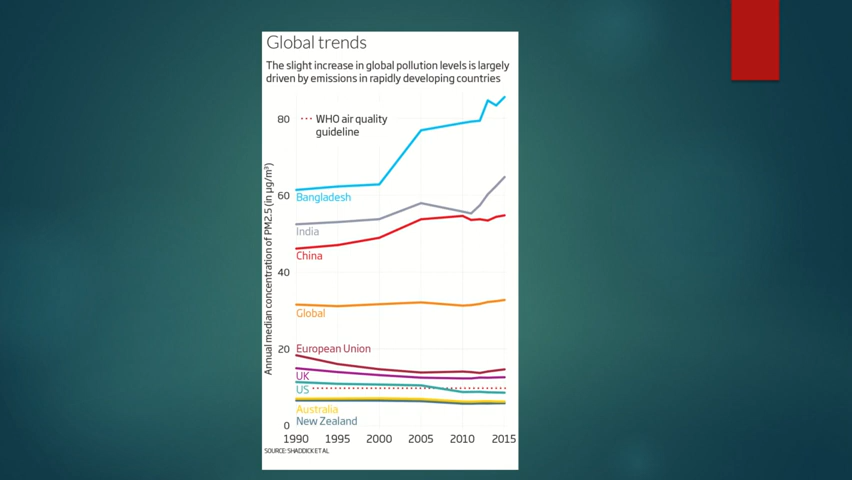 Global trends
The slight increase in global pollution levels is largely
driven by emissions in rapidly developing countries
Annual median concentration of PM2.5 (in µg/m³)
80
WHO air quality
guideline
60
Bangladesh
India
China
40
Global
20
European Union
UK
US
Australia
New Zealand
0
1990 1995 2000 2005 2010 2015
SOURCE: SHADDICK ET AL